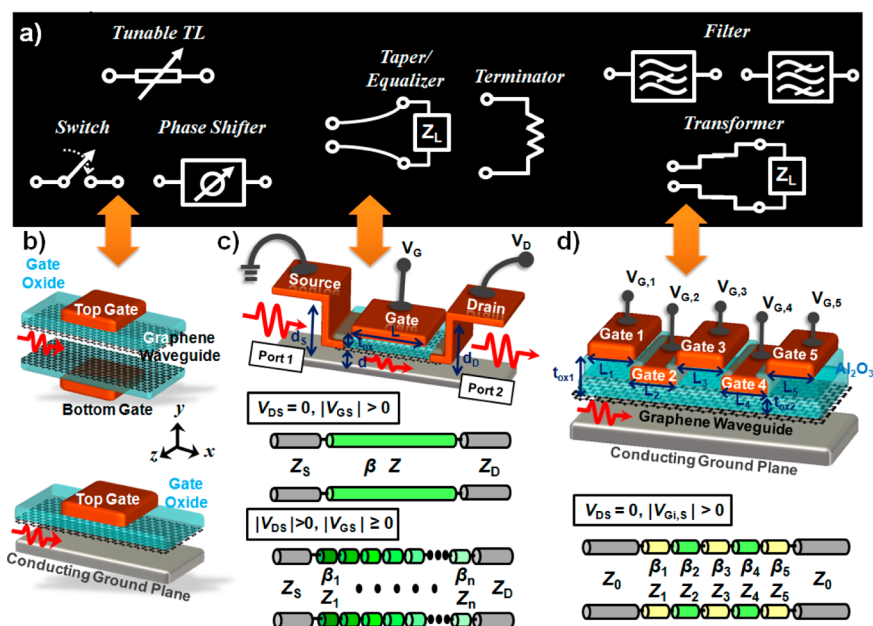 a)
Tunable TL
Switch
Phase Shifter
Taper/
Equalizer
Z_L
Terminator
Filter
Transformer
Z_L
b)
Gate
Oxide
Top Gate
Graphene
Waveguide
Bottom Gate
y
z
x
Top Gate
Gate
Oxide
Conducting Ground Plane
c)
V_G
V_D
Source
Gate
Drain
L
d_S
d
d_D
Port 1
Port 2
V_DS = 0, |V_GS| > 0
Z_S β Z Z_D
|V_DS|>0, |V_GS| ≥ 0
β_1 β_n
Z_S Z_1 Z_n Z_D
d)
V_G,1
V_G,2
V_G,3
V_G,4
V_G,5
Gate 1
Gate 2
Gate 3
Gate 4
Gate 5
Al_2O_3
t_ox1
L_1
L_2
L_3
L_4
L_5
t_ox2
Graphene Waveguide
Conducting Ground Plane
V_DS = 0, |V_Gi,S| > 0
β_1 β_2 β_3 β_4 β_5
Z_0 Z_1 Z_2 Z_3 Z_4 Z_5 Z_0